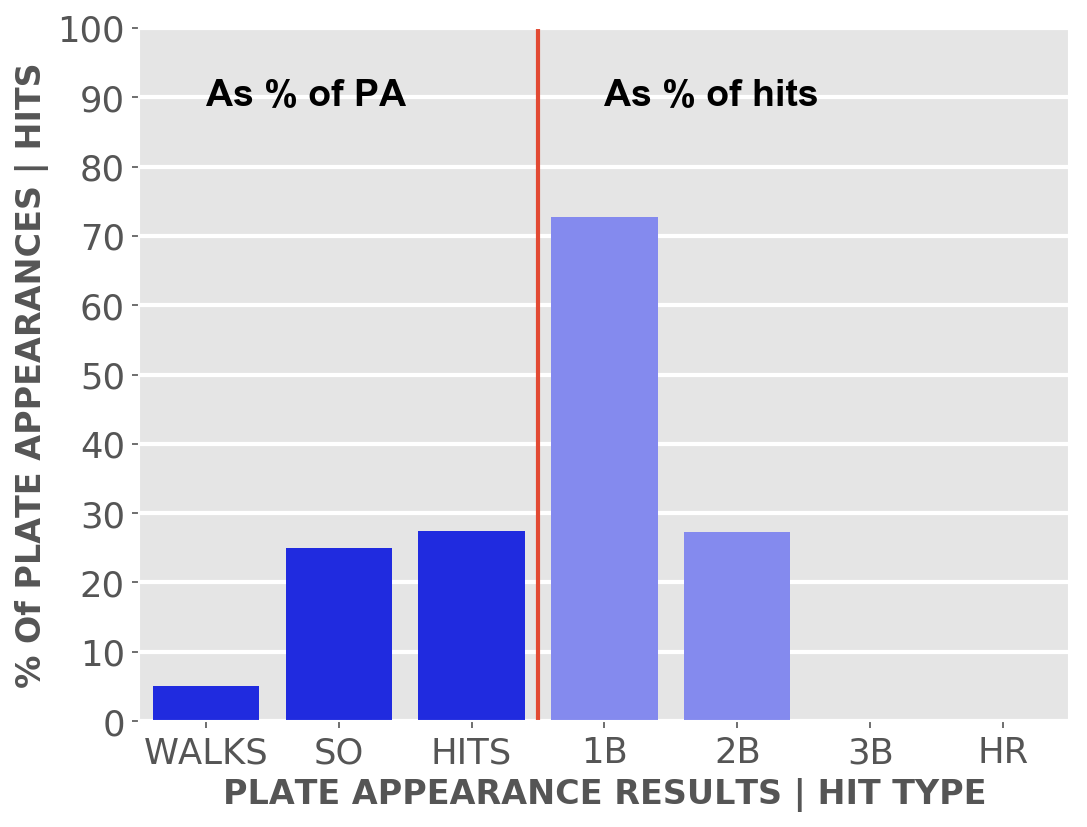 100
90
80
70
60
50
40
30
20
10
0
% Of PLATE APPEARANCES | HITS
As % of PA
As % of hits
WALKS SO HITS 1B 2B 3B HR
PLATE APPEARANCE RESULTS | HIT TYPE